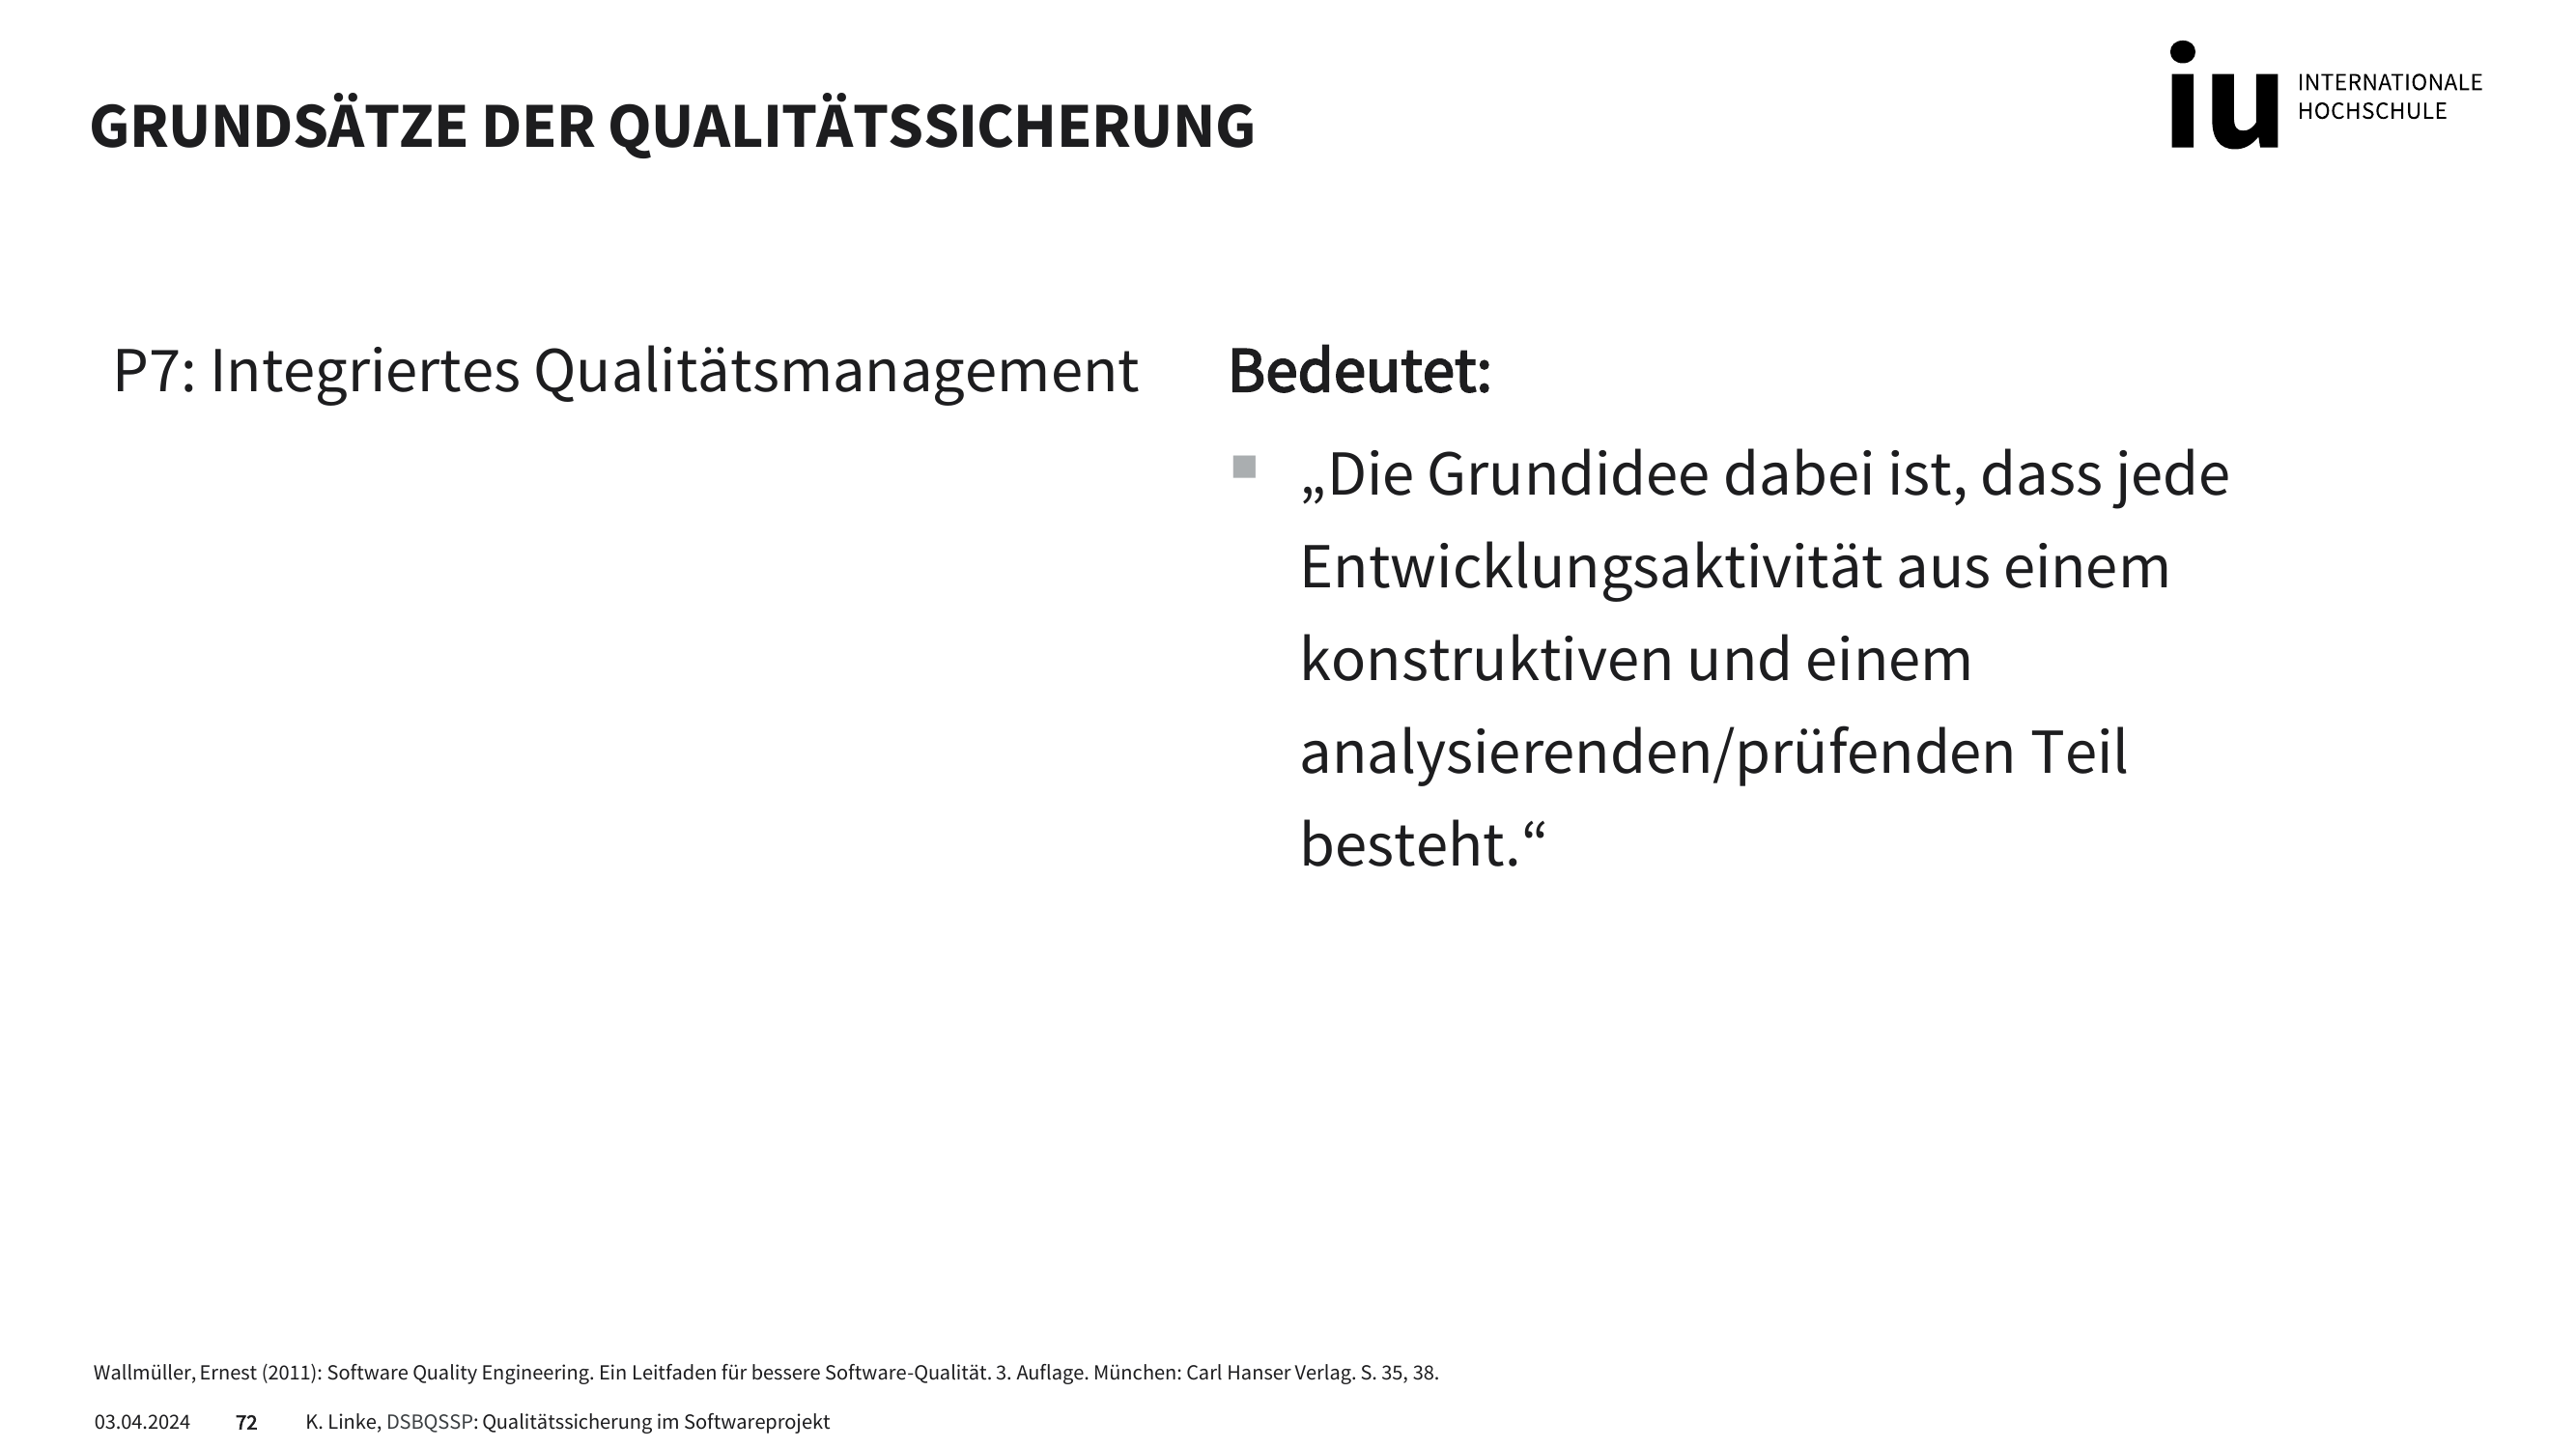 GRUNDSÄTZE DER QUALITÄTSSICHERUNG
iu
INTERNATIONALE
HOCHSCHULE
P7: Integriertes Qualitätsmanagement
Bedeutet:
„Die Grundidee dabei ist, dass jede
Entwicklungsaktivität aus einem
konstruktiven und einem
analysierenden/prüfenden Teil
besteht.“
Wallmüller, Ernest (2011): Software Quality Engineering. Ein Leitfaden für bessere Software-Qualität. 3. Auflage. München: Carl Hanser Verlag. S. 35, 38.
03.04.2024 72 K. Linke, DSBQSSP: Qualitätssicherung im Softwareprojekt